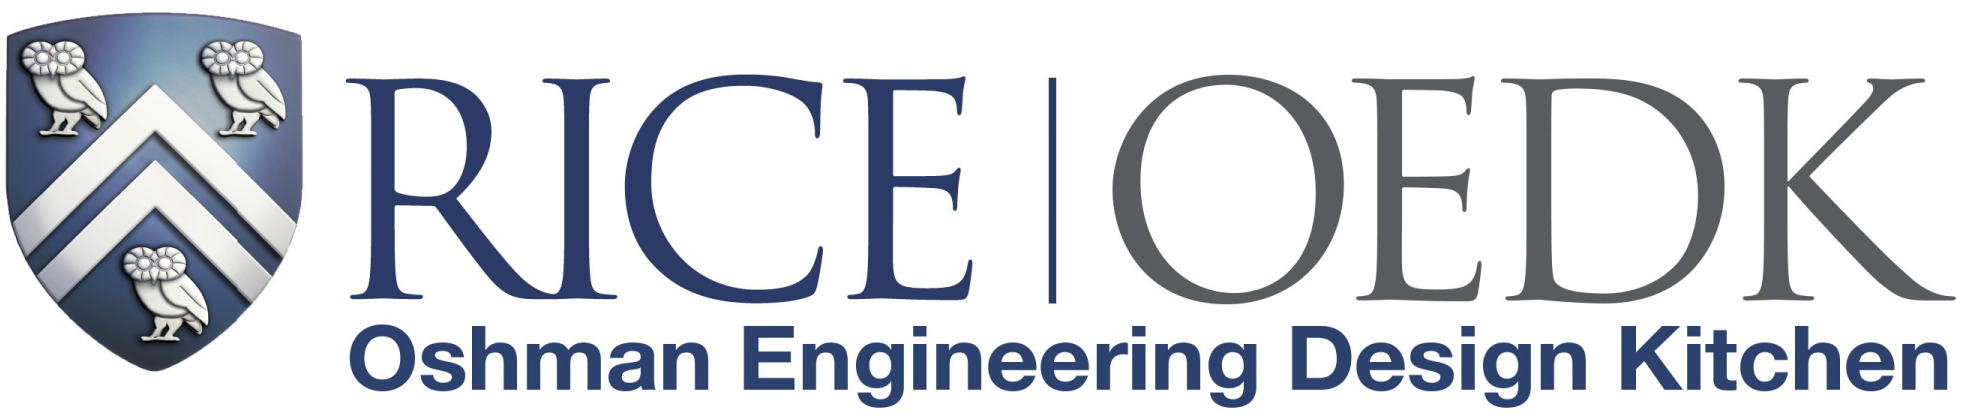 RICE | OEDK
Oshman Engineering Design Kitchen